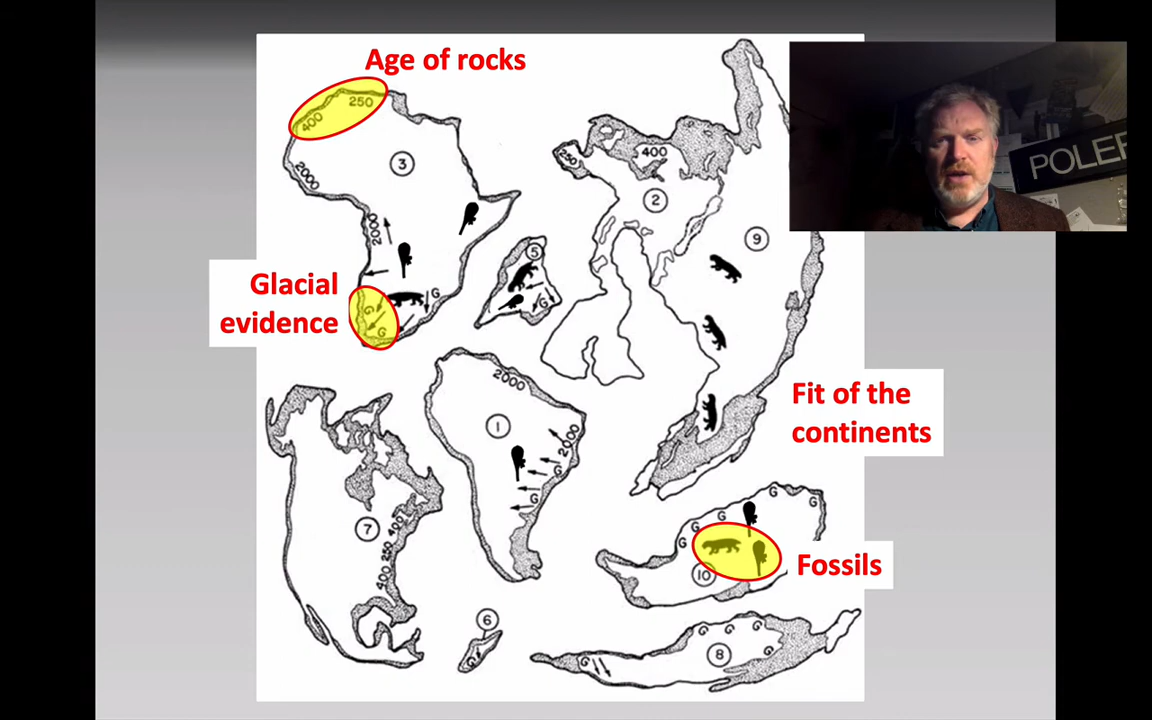 Age of rocks
250
400
3
2000
2000
G
G
G
Glacial
evidence
250
400
2
9
POLEF
5
G
Fit of the
continents
2000
1
2000
G
G
7
400
250
400
G
G
G
G
G
10
Fossils
6
G
G
G
G
G
G
8